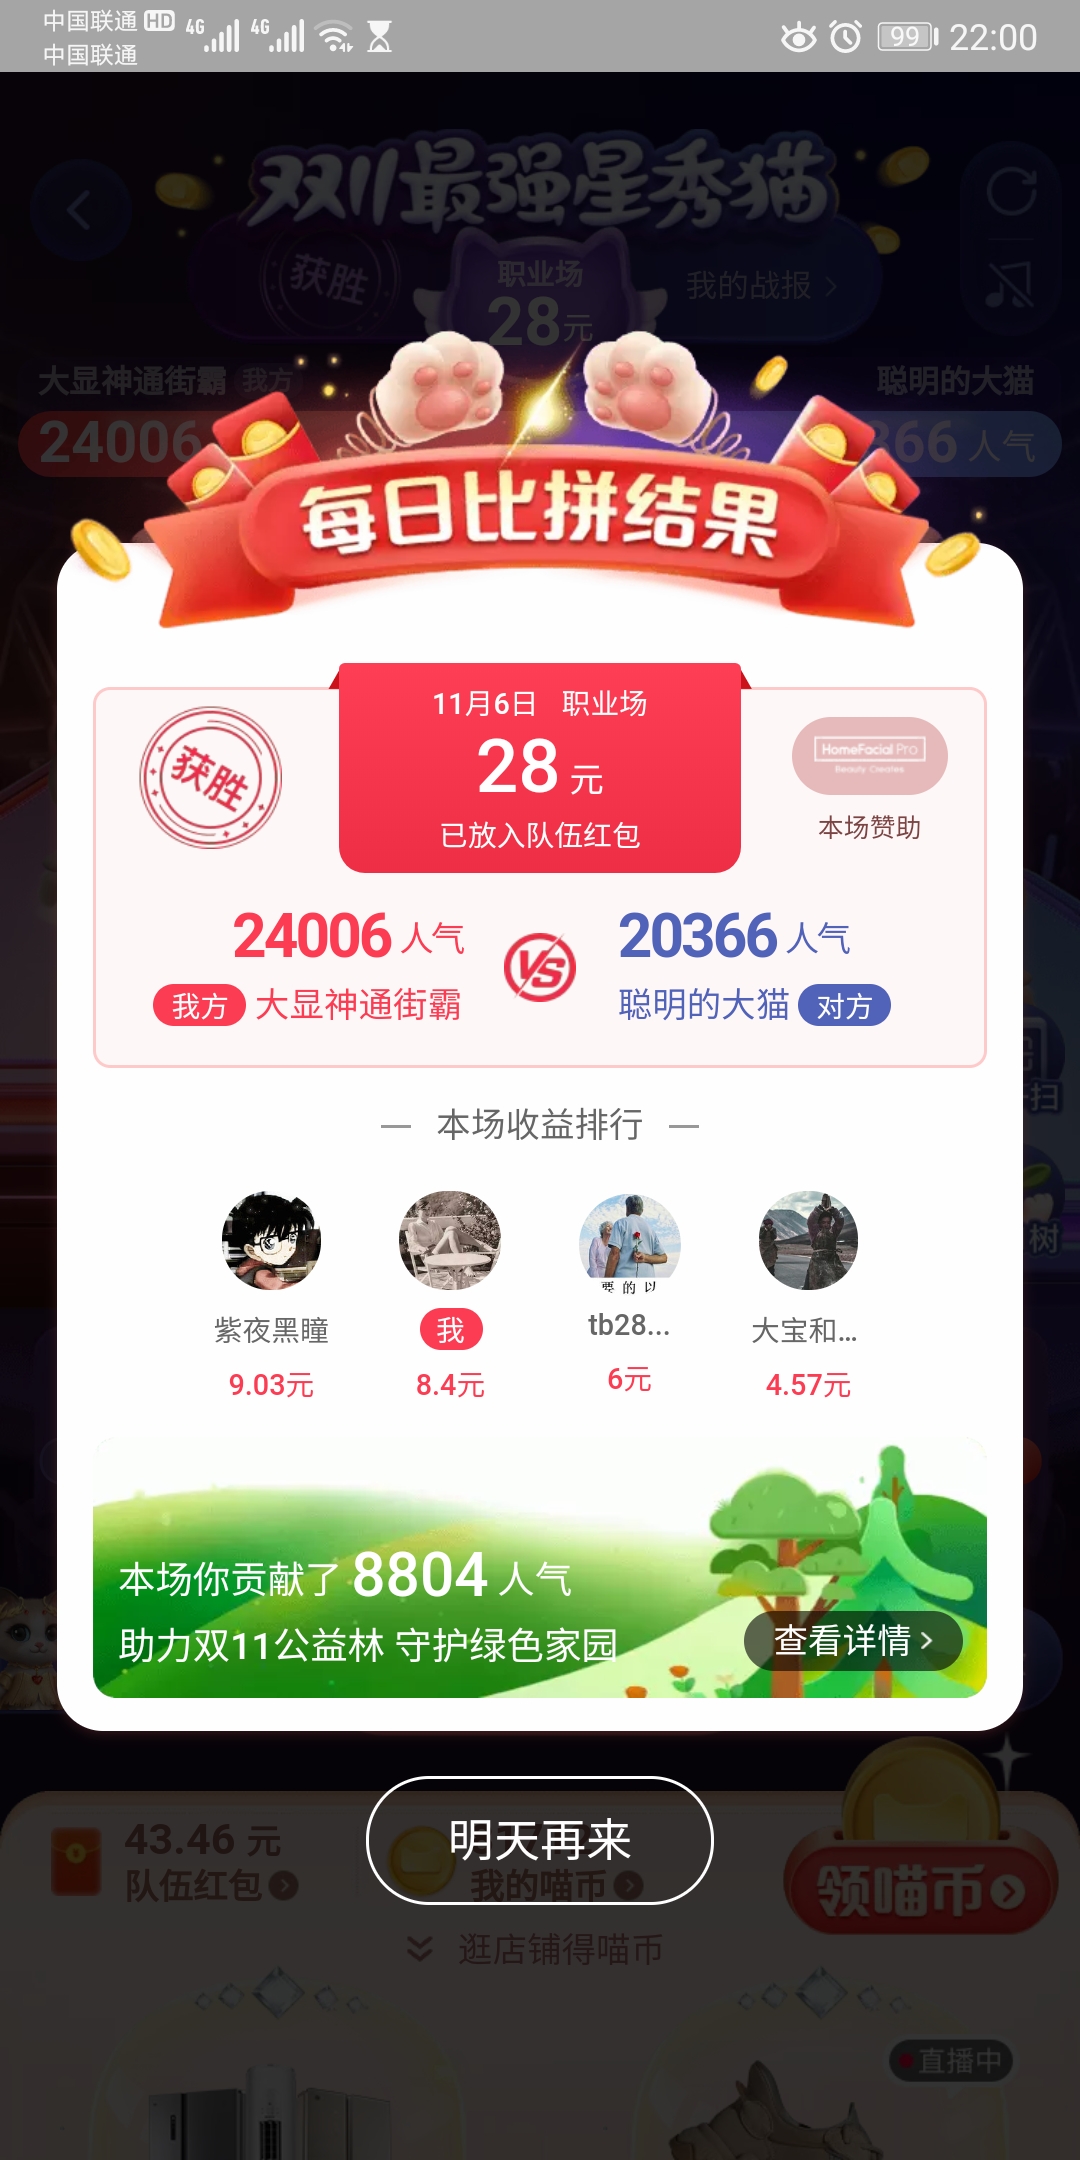 中国联通 HD 4G 4G 99 22:00
中国联通
双11最强星秀猫
获胜
职业场
28元
我的战报
大显神通街霸 我方
聪明的大猫
24006
366 人气
每日比拼结果
11月6日 职业场
28 元
已放入队伍红包
获胜
HomeFacial Pro
Beauty Creates
本场赞助
24006 人气
VS
20366 人气
我方 大显神通街霸
聪明的大猫 对方
本场收益排行
要 的 以
紫夜黑瞳
我
tb28...
大宝和...
9.03元
8.4元
6元
4.57元
本场你贡献了 8804 人气
助力双11公益林 守护绿色家园
查看详情
扫
树
明天再来
43.46 元
队伍红包
我的喵币
领喵币
逛店铺得喵币
直播中